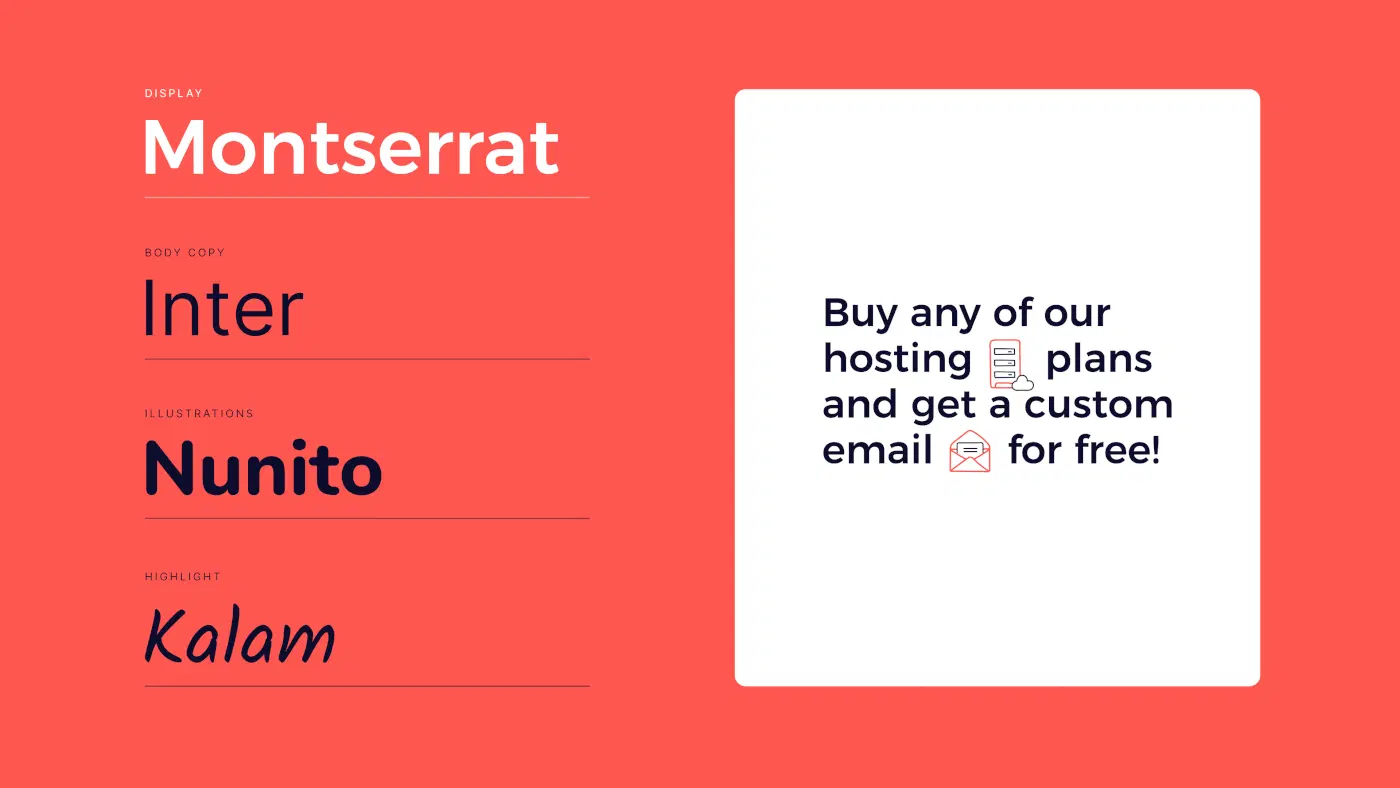 DISPLAY
Montserrat
BODY COPY
Inter
ILLUSTRATIONS
Nunito
HIGHLIGHT
Kalam
Buy any of our
hosting plans
and get a custom
email for free!